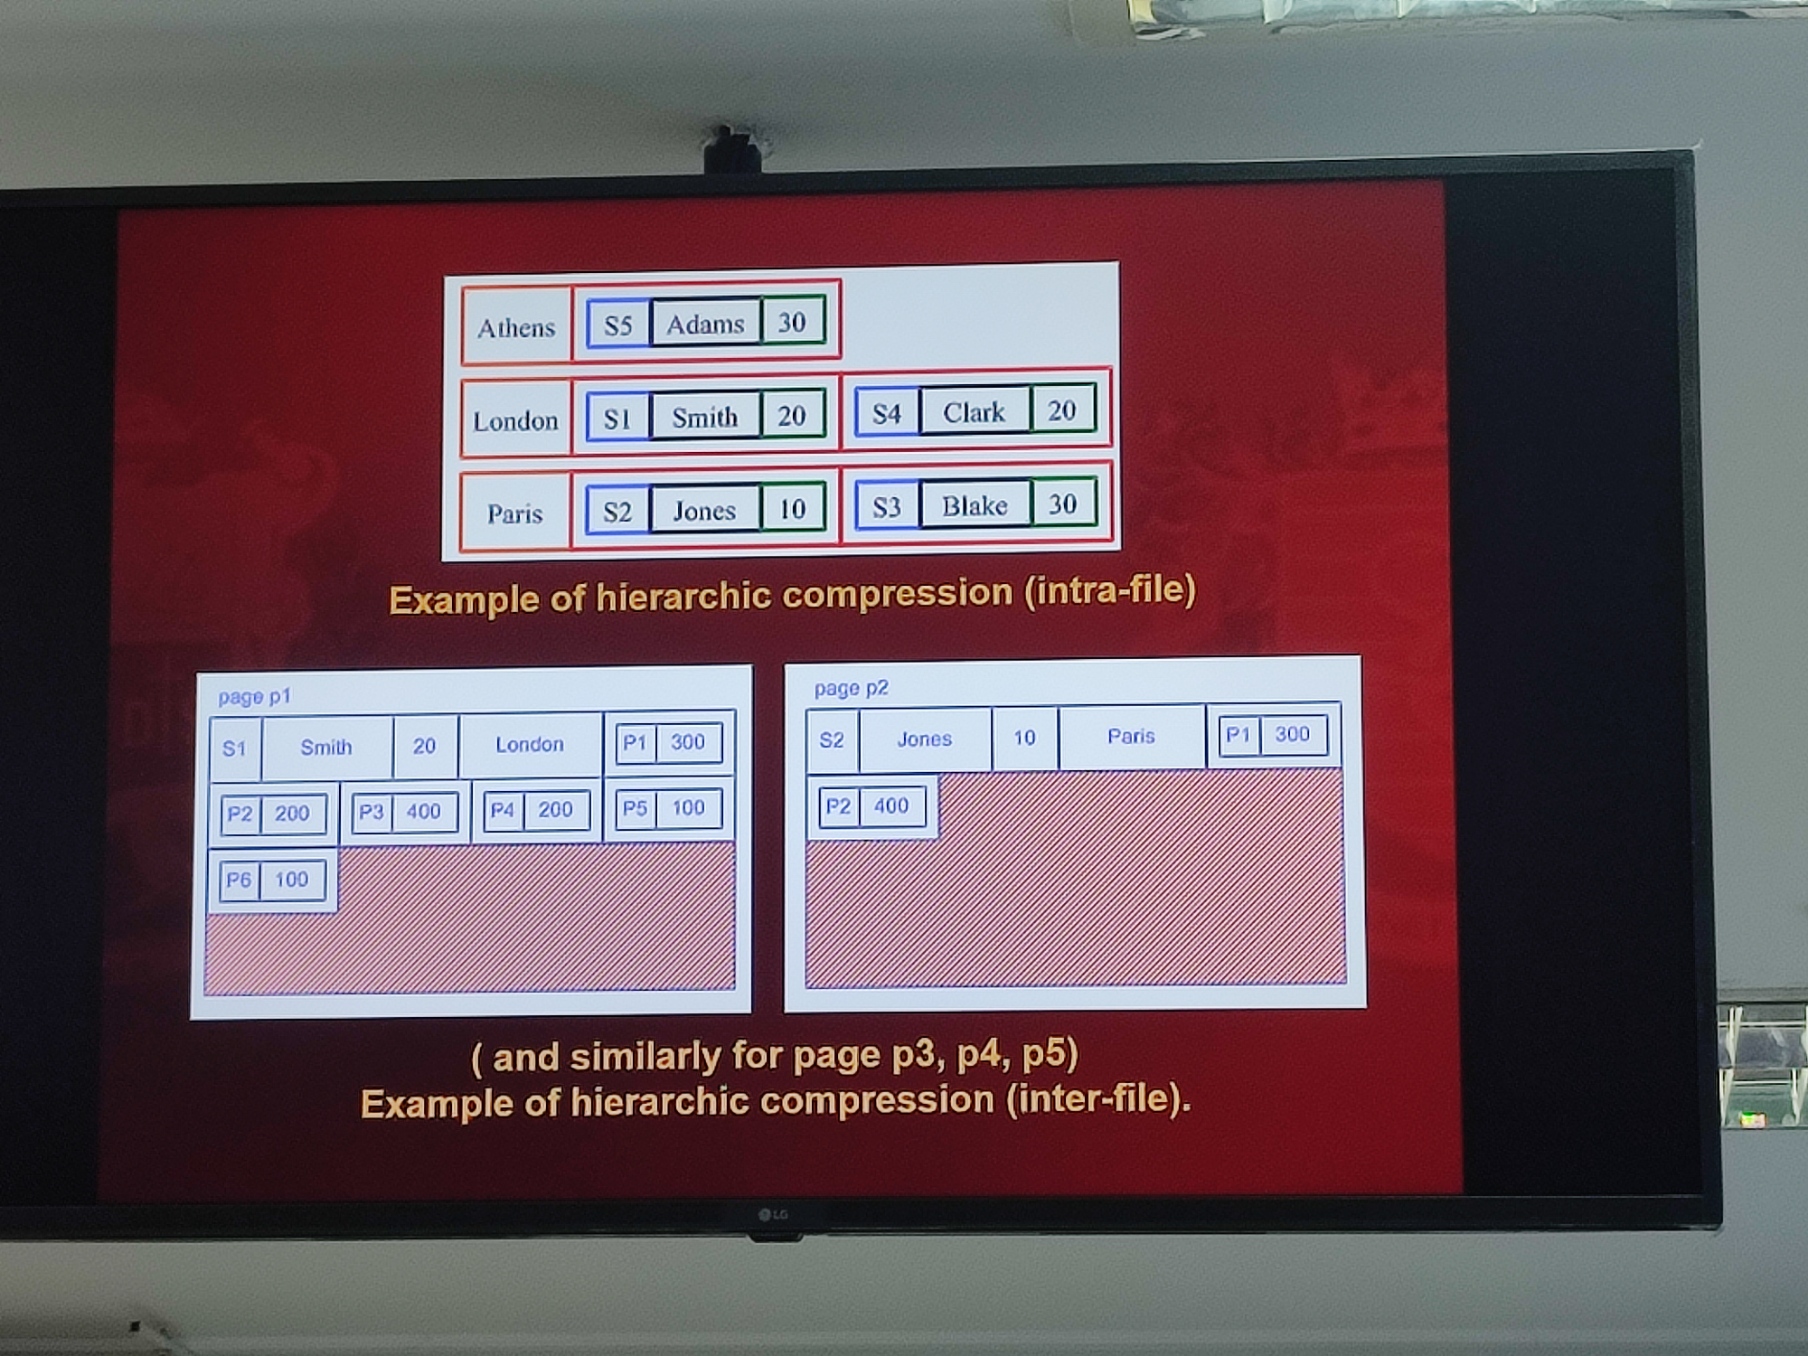 Athens S5 Adams 30
London S1 Smith 20 S4 Clark 20
Paris S2 Jones 10 S3 Blake 30
Example of hierarchic compression (intra-file)
page p1
S1 Smith 20 London P1 300
P2 200 P3 400 P4 200 P5 100
P6 100
page p2
S2 Jones 10 Paris P1 300
P2 400
( and similarly for page p3, p4, p5)
Example of hierarchic compression (inter-file).
LG